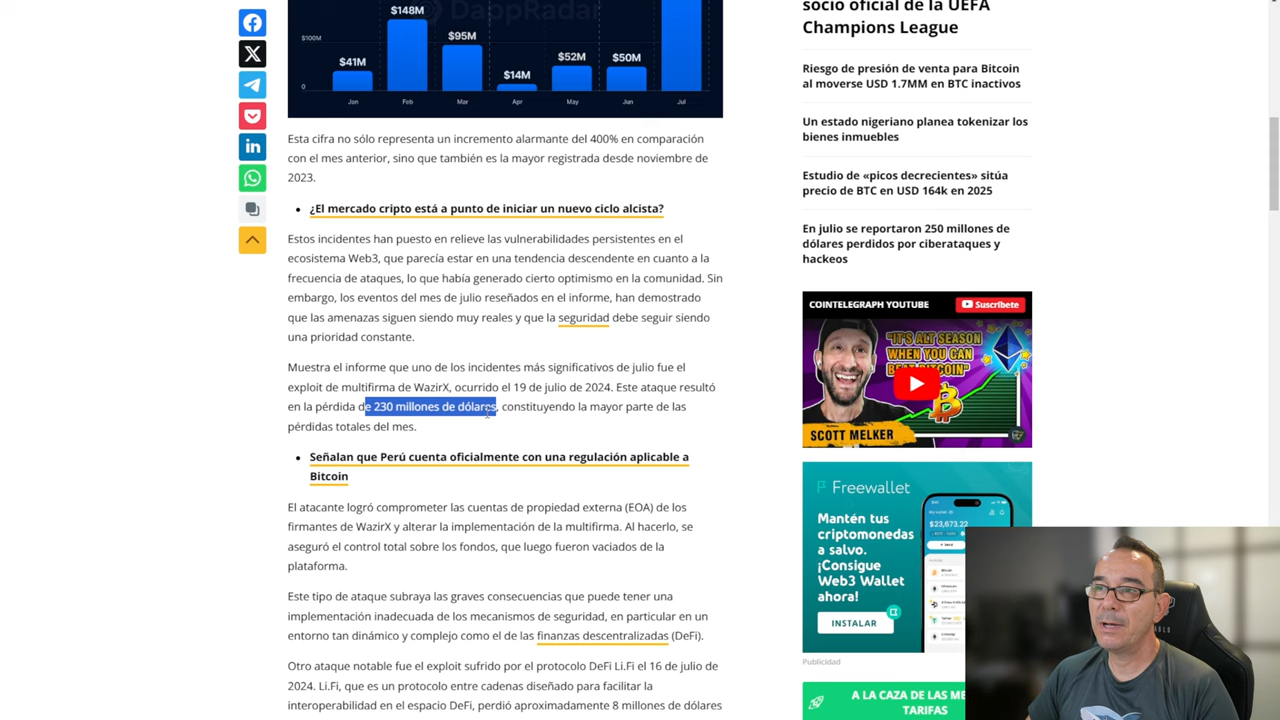 $148M
DappRadar
$95M
$100M
$41M
$14M
$52M
$50M
0
Jan
Feb
Mar
Apr
May
Jun
Jul
Esta cifra no sólo representa un incremento alarmante del 400% en comparación
con el mes anterior, sino que también es la mayor registrada desde noviembre de
2023.
¿El mercado cripto está a punto de iniciar un nuevo ciclo alcista?
Estos incidentes han puesto en relieve las vulnerabilidades persistentes en el
ecosistema Web3, que parecía estar en una tendencia descendente en cuanto a la
frecuencia de ataques, lo que había generado cierto optimismo en la comunidad. Sin
embargo, los eventos del mes de julio reseñados en el informe, han demostrado
que las amenazas siguen siendo muy reales y que la seguridad debe seguir siendo
una prioridad constante.
Muestra el informe que uno de los incidentes más significativos de julio fue el
exploit de multifirma de WazirX, ocurrido el 19 de julio de 2024. Este ataque resultó
en la pérdida de 230 millones de dólares, constituyendo la mayor parte de las
pérdidas totales del mes.
Señalan que Perú cuenta oficialmente con una regulación aplicable a
Bitcoin
El atacante logró comprometer las cuentas de propiedad externa (EOA) de los
firmantes de WazirX y alterar la implementación de la multifirma. Al hacerlo, se
aseguró el control total sobre los fondos, que luego fueron vaciados de la
plataforma.
Este tipo de ataque subraya las graves consecuencias que puede tener una
implementación inadecuada de los mecanismos de seguridad, en particular en un
entorno tan dinámico y complejo como el de las finanzas descentralizadas (DeFi).
Otro ataque notable fue el exploit sufrido por el protocolo DeFi Li.Fi el 16 de julio de
2024. Li.Fi, que es un protocolo entre cadenas diseñado para facilitar la
interoperabilidad en el espacio DeFi, perdió aproximadamente 8 millones de dólares
socio oficial de la UEFA
Champions League
Riesgo de presión de venta para Bitcoin
al moverse USD 1.7MM en BTC inactivos
Un estado nigeriano planea tokenizar los
bienes inmuebles
Estudio de «picos decrecientes» sitúa
precio de BTC en USD 164k en 2025
En julio se reportaron 250 millones de
dólares perdidos por ciberataques y
hackeos
COINTELEGRAPH YOUTUBE
Suscríbete
"IT'S ALT SEASON
WHEN YOU CAN
BEAT BITCOIN"
SCOTT MELKER
Freewallet
Mantén tus
criptomonedas
a salvo.
¡Consigue
Web3 Wallet
ahora!
$23,673.22
INSTALAR
Publicidad
A LA CAZA DE LAS ME
TARIFAS